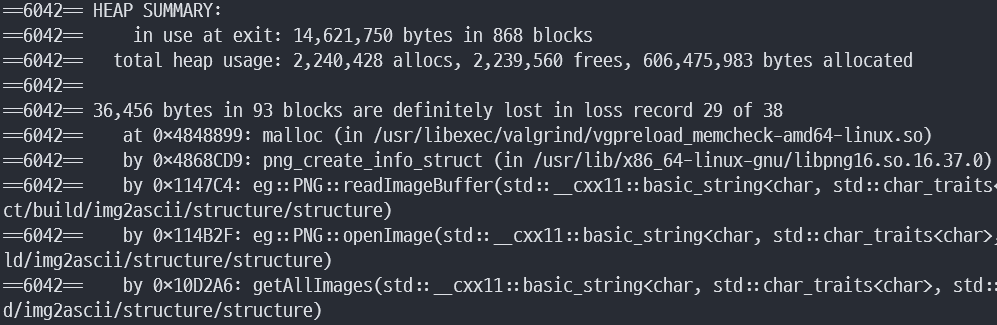 ==6042== HEAP SUMMARY:
==6042==     in use at exit: 14,621,750 bytes in 868 blocks
==6042==   total heap usage: 2,240,428 allocs, 2,239,560 frees, 606,475,983 bytes allocated
==6042==
==6042== 36,456 bytes in 93 blocks are definitely lost in loss record 29 of 38
==6042==    at 0x4848899: malloc (in /usr/libexec/valgrind/vgpreload_memcheck-amd64-linux.so)
==6042==    by 0x4868CD9: png_create_info_struct (in /usr/lib/x86_64-linux-gnu/libpng16.so.16.37.0)
==6042==    by 0x1147C4: eg::PNG::readImageBuffer(std::__cxx11::basic_string<char, std::char_traits<
ct/build/img2ascii/structure/structure)
==6042==    by 0x114B2F: eg::PNG::openImage(std::__cxx11::basic_string<char, std::char_traits<char>,
ld/img2ascii/structure/structure)
==6042==    by 0x10D2A6: getAllImages(std::__cxx11::basic_string<char, std::char_traits<char>, std::
d/img2ascii/structure/structure)